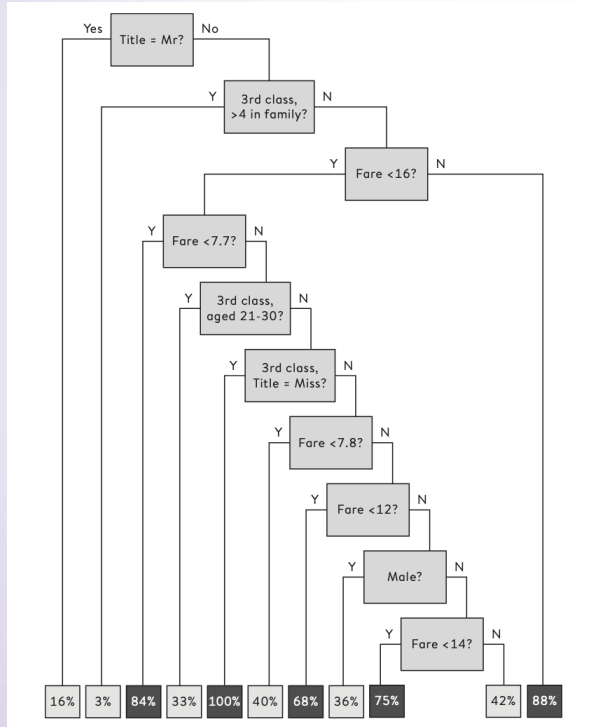 Yes
Title = Mr?
No
Y
3rd class,
>4 in family?
N
Y
Fare <16?
N
Y
Fare <7.7?
N
Y
3rd class,
aged 21-30?
N
Y
3rd class,
Title = Miss?
N
Y
Fare <7.8?
N
Y
Fare <12?
N
Y
Male?
N
Y
Fare <14?
N
16%
3%
84%
33%
100%
40%
68%
36%
75%
42%
88%